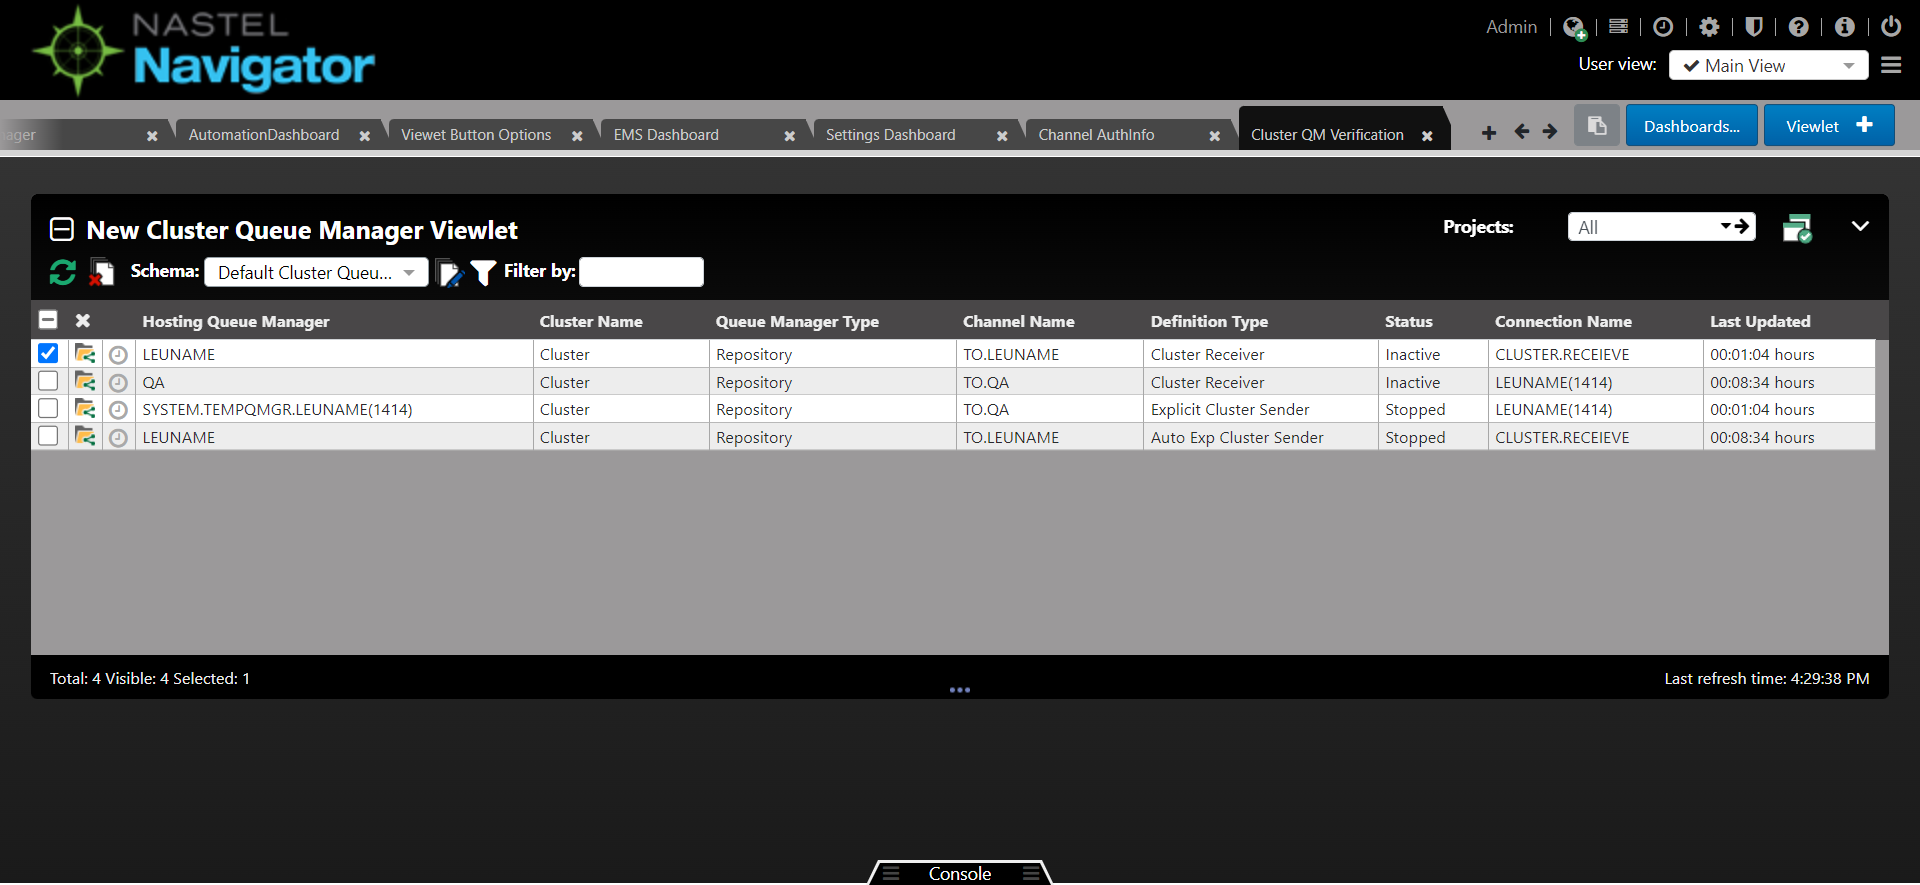 NASTEL
Navigator
Admin
User view: Main View
ager
AutomationDashboard
Viewet Button Options
EMS Dashboard
Settings Dashboard
Channel AuthInfo
Cluster QM Verification
Dashboards...
Viewlet
New Cluster Queue Manager Viewlet
Projects: All
Schema: Default Cluster Queu... Filter by:
Hosting Queue Manager Cluster Name Queue Manager Type Channel Name Definition Type Status Connection Name Last Updated
LEUNAME Cluster Repository TO.LEUNAME Cluster Receiver Inactive CLUSTER.RECEIEVE 00:01:04 hours
QA Cluster Repository TO.QA Cluster Receiver Inactive LEUNAME(1414) 00:08:34 hours
SYSTEM.TEMPQMGR.LEUNAME(1414) Cluster Repository TO.QA Explicit Cluster Sender Stopped LEUNAME(1414) 00:01:04 hours
LEUNAME Cluster Repository TO.LEUNAME Auto Exp Cluster Sender Stopped CLUSTER.RECEIEVE 00:08:34 hours
Total: 4 Visible: 4 Selected: 1
Last refresh time: 4:29:38 PM
Console